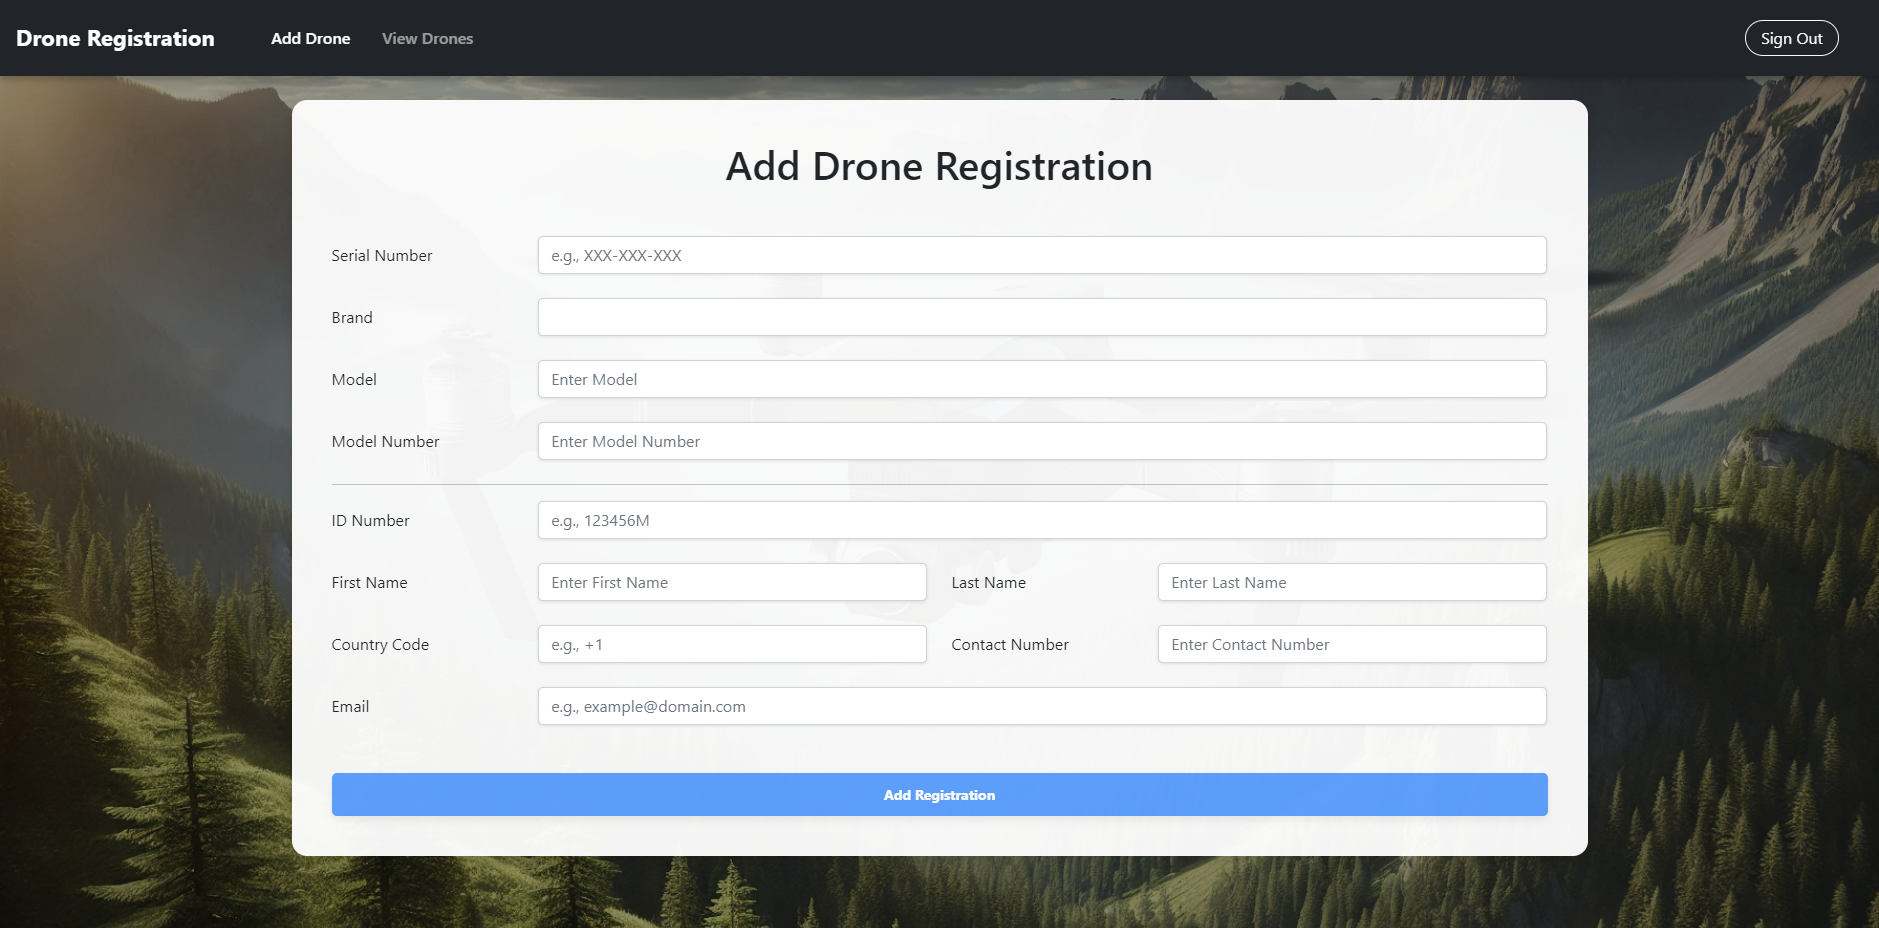 Drone Registration Add Drone View Drones Sign Out
Add Drone Registration
Serial Number e.g., XXX-XXX-XXX
Brand
Model Enter Model
Model Number Enter Model Number
ID Number e.g., 123456M
First Name Enter First Name Last Name Enter Last Name
Country Code e.g., +1 Contact Number Enter Contact Number
Email e.g., example@domain.com
Add Registration